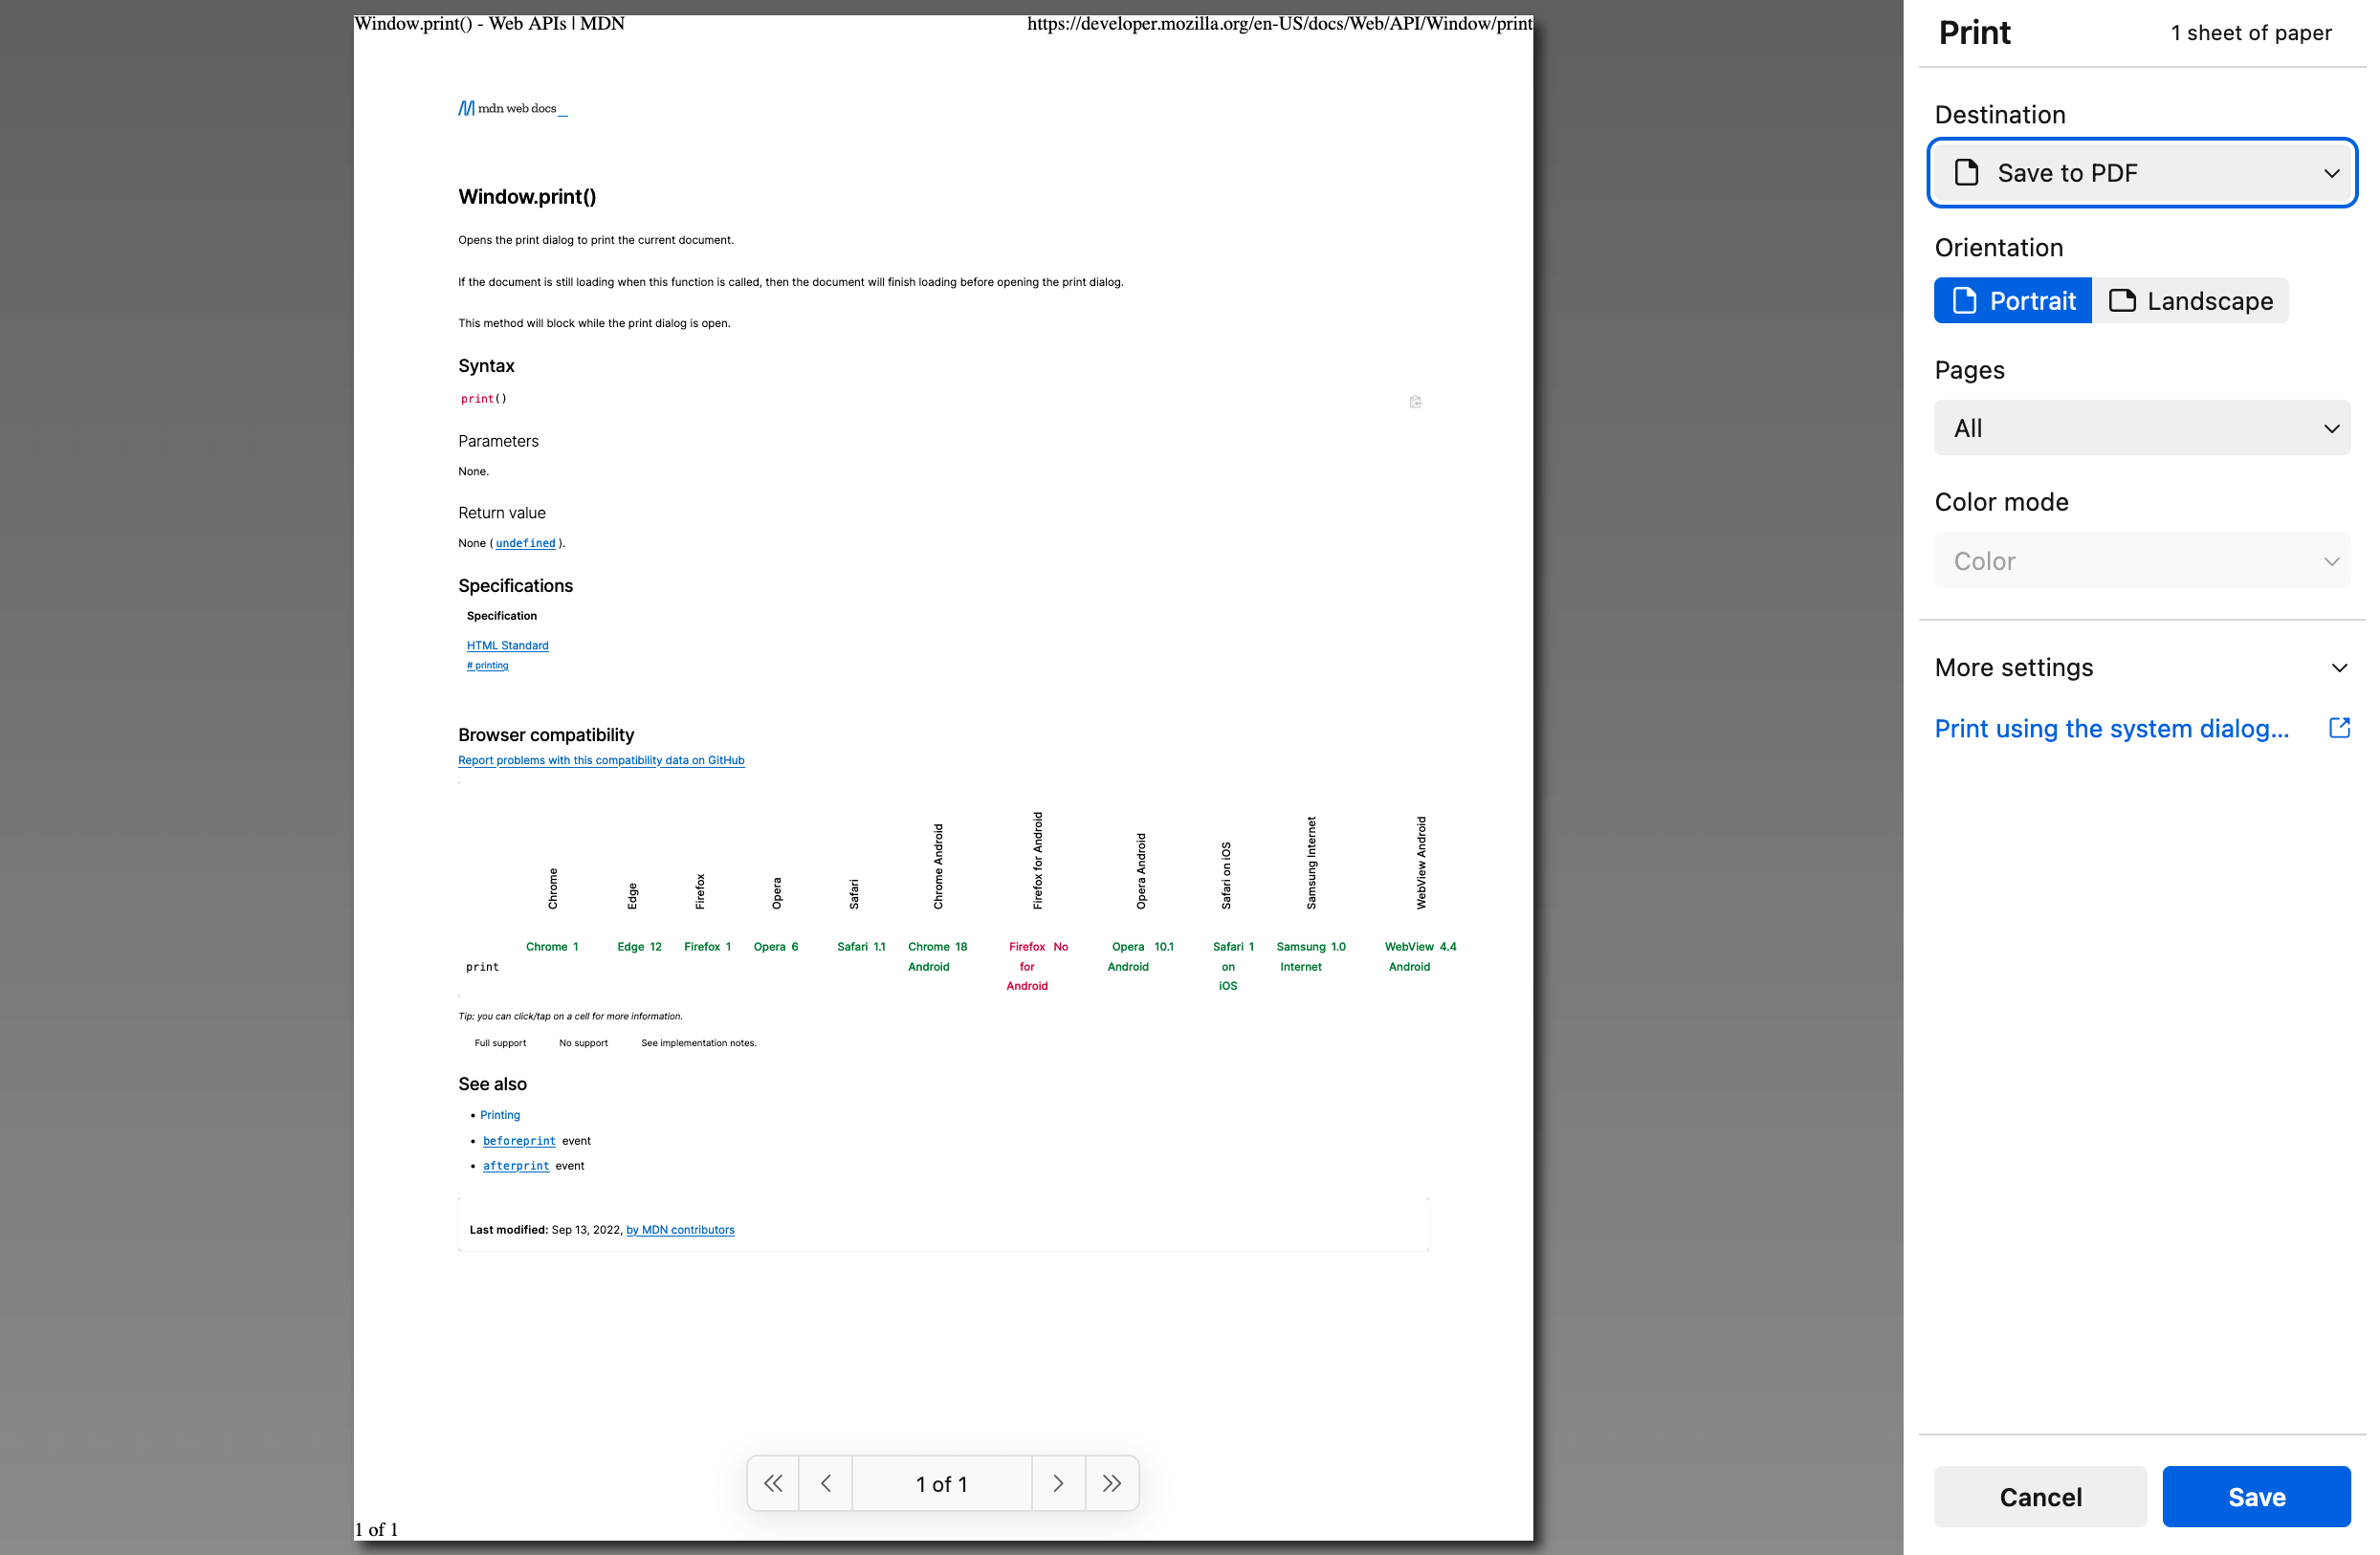 Window.print() - Web APIs | MDN
https://developer.mozilla.org/en-US/docs/Web/API/Window/print
mdn web docs_
Window.print()
Opens the print dialog to print the current document.
If the document is still loading when this function is called, then the document will finish loading before opening the print dialog.
This method will block while the print dialog is open.
Syntax
print()
Parameters
None.
Return value
None (undefined).
Specifications
Specification
HTML Standard
# printing
Browser compatibility
Report problems with this compatibility data on GitHub
Chrome
Edge
Firefox
Opera
Safari
Chrome Android
Firefox for Android
Opera Android
Safari on iOS
Samsung Internet
WebView Android
print
Chrome 1
Edge 12
Firefox 1
Opera 6
Safari 1.1
Chrome 18
Android
Firefox No
for
Android
Opera 10.1
Android
Safari 1
on
iOS
Samsung 1.0
Internet
WebView 4.4
Android
Tip: you can click/tap on a cell for more information.
Full support No support See implementation notes.
See also
• Printing
• beforeprint event
• afterprint event
Last modified: Sep 13, 2022, by MDN contributors
1 of 1
1 of 1
Print
1 sheet of paper
Destination
Save to PDF
Orientation
Portrait
Landscape
Pages
All
Color mode
Color
More settings
Print using the system dialog...
Cancel
Save